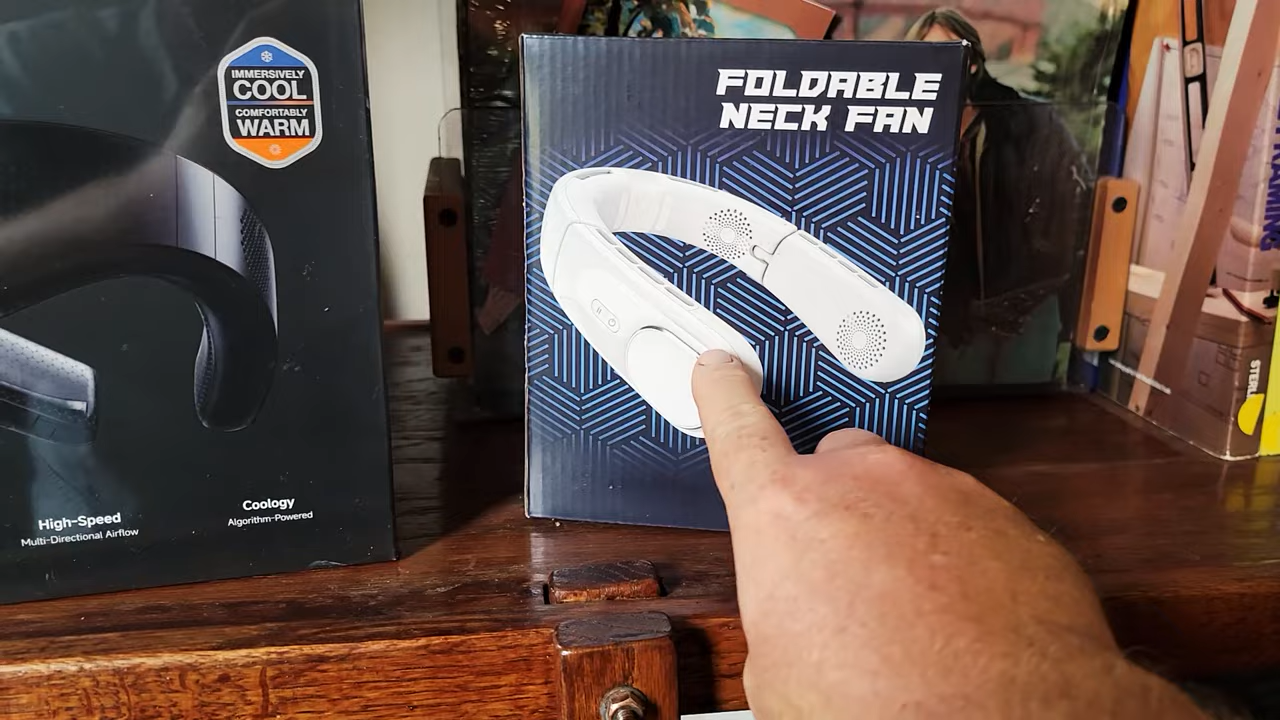 IMMERSIVELY
COOL
COMFORTABLY
WARM
High-Speed
Multi-Directional Airflow
Coology
Algorithm-Powered
FOLDABLE
NECK FAN